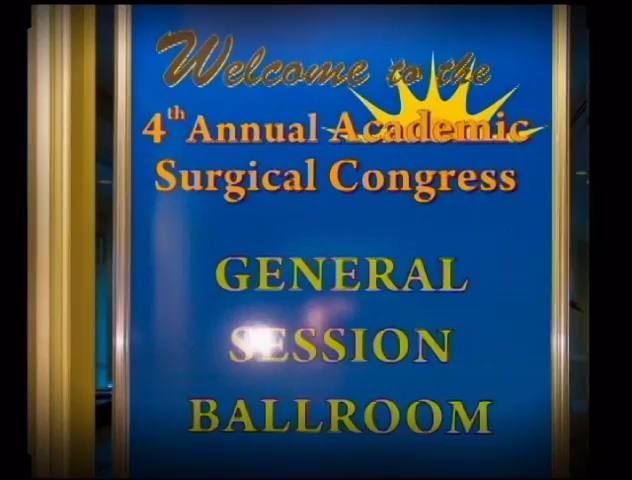 Welcome to the
4th Annual Academic
Surgical Congress
GENERAL
SESSION
BALLROOM